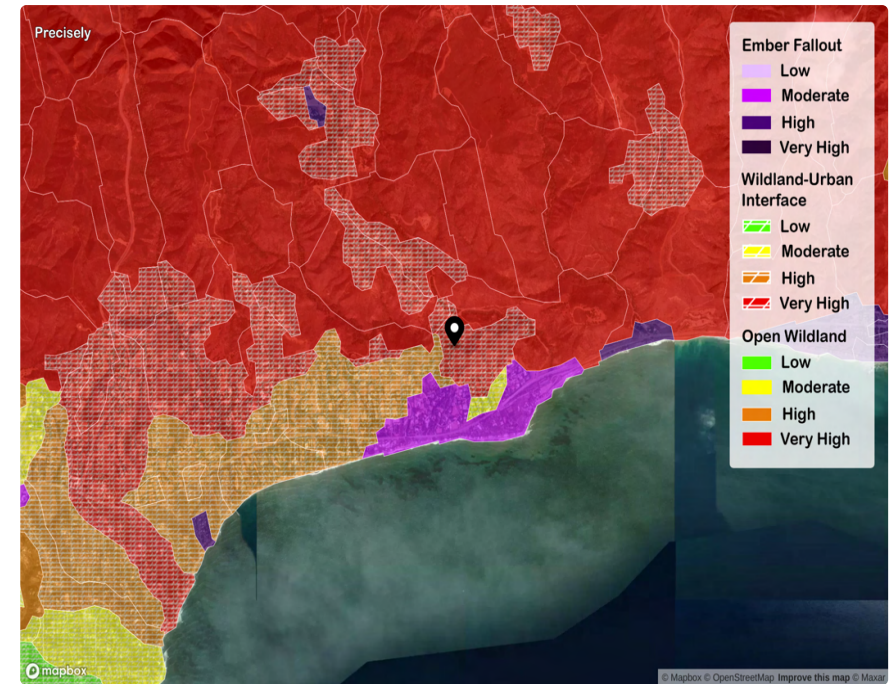 Precisely
Ember Fallout
Low
Moderate
High
Very High
Wildland-Urban
Interface
Low
Moderate
High
Very High
Open Wildland
Low
Moderate
High
Very High
mapbox
© Mapbox © OpenStreetMap Improve this map © Maxar